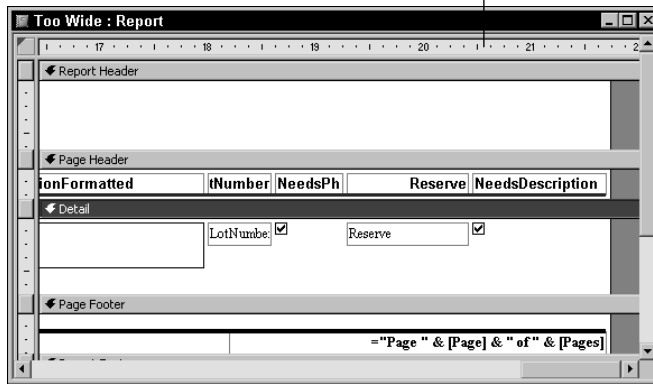 Too Wide : Report
17 18 19 20 21 2
Report Header
Page Header
ionFormatted tNumber NeedsPh Reserve NeedsDescription
Detail
LotNumbe: Reserve
Page Footer
="Page " & [Page] & " of " & [Pages]